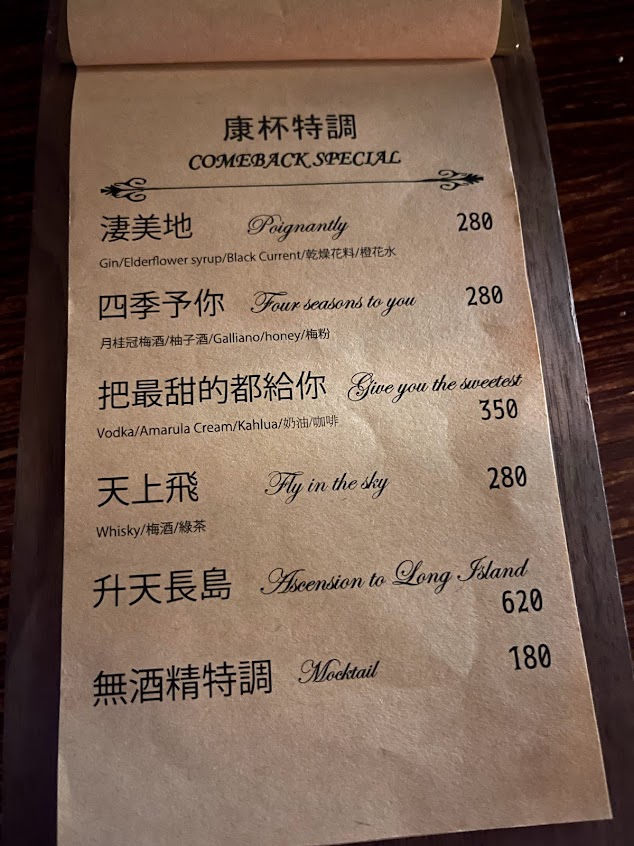 康杯特調
COMEBACK SPECIAL
淒美地 Poignantly 280
Gin/Elderflower syrup/Black Current/乾燥花料/橙花水
四季予你 Four seasons to you 280
月桂冠梅酒/柚子酒/Galliano/honey/梅粉
把最甜的都給你 Give you the sweetest
350
Vodka/Amarula Cream/Kahlua/奶油/咖啡
天上飛 Fly in the sky 280
Whisky/梅酒/綠茶
升天長島 Ascension to Long Island
620
無酒精特調 Mocktail 180